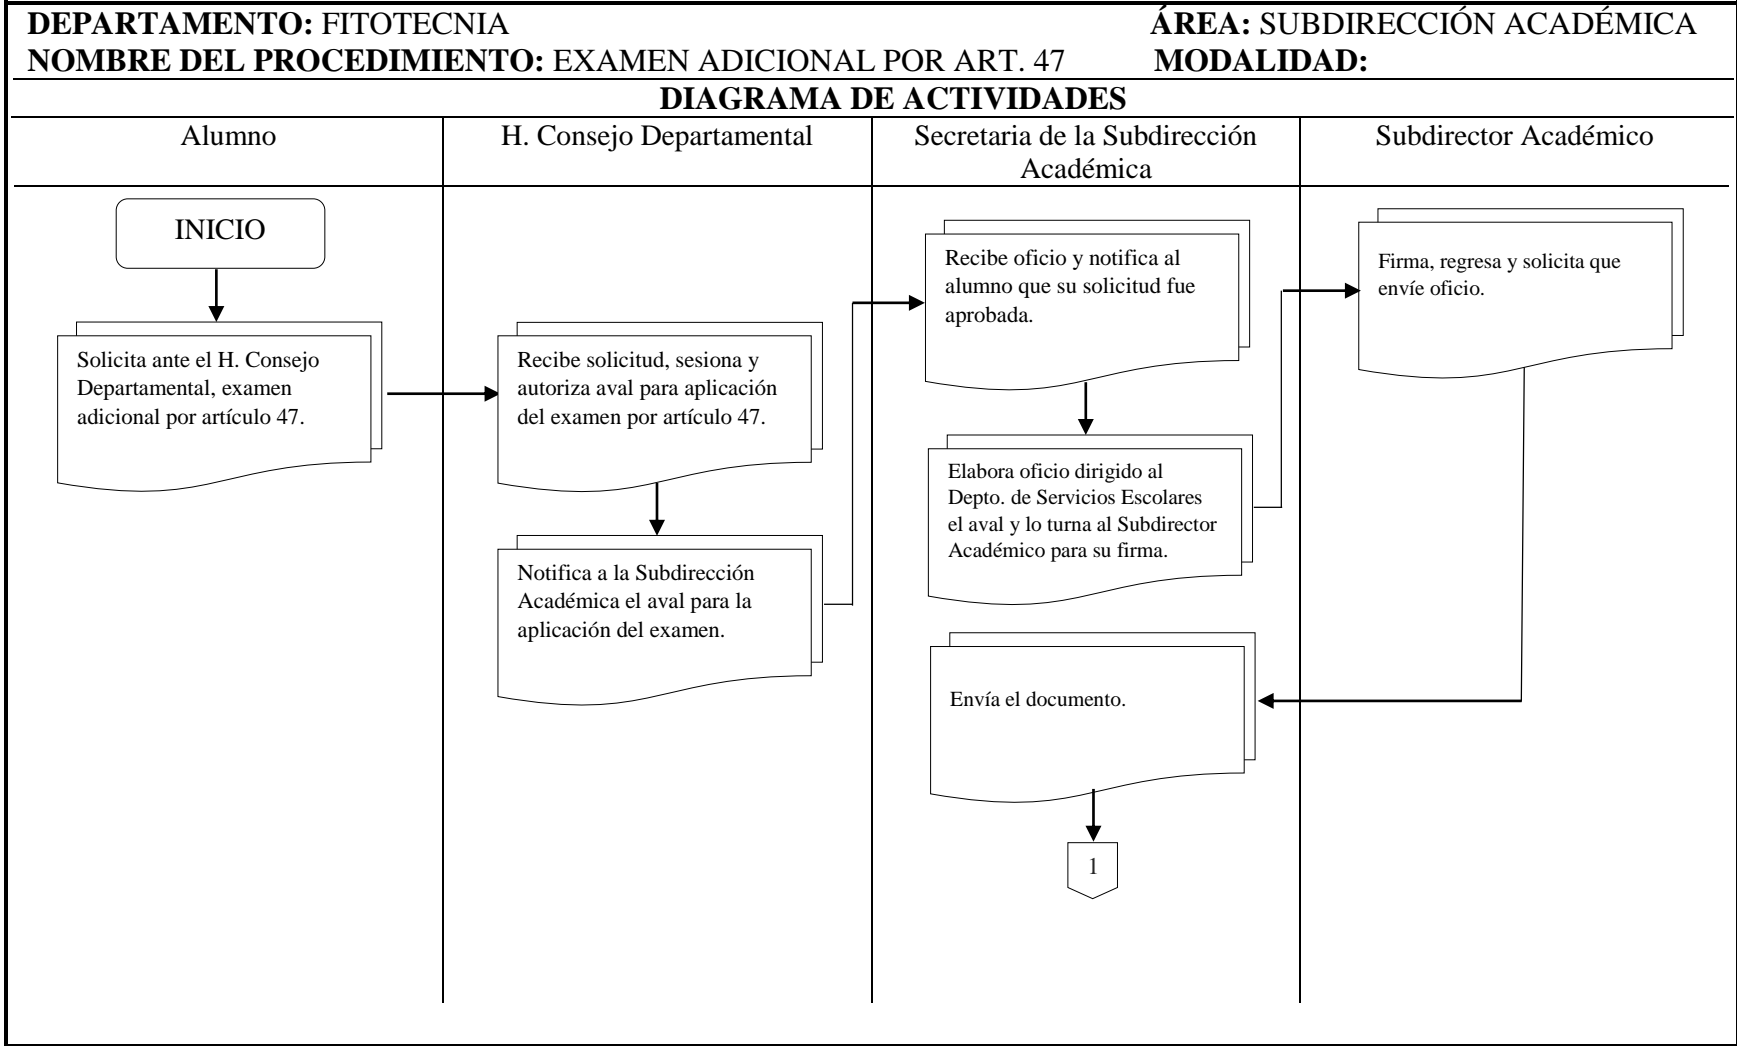 DEPARTAMENTO: FITOTECNIA ÁREA: SUBDIRECCIÓN ACADÉMICA
NOMBRE DEL PROCEDIMIENTO: EXAMEN ADICIONAL POR ART. 47 MODALIDAD:
DIAGRAMA DE ACTIVIDADES
Alumno
H. Consejo Departamental
Secretaria de la Subdirección
Académica
Subdirector Académico
INICIO
Solicita ante el H. Consejo
Departamental, examen
adicional por artículo 47.
Recibe solicitud, sesiona y
autoriza aval para aplicación
del examen por artículo 47.
Notifica a la Subdirección
Académica el aval para la
aplicación del examen.
Recibe oficio y notifica al
alumno que su solicitud fue
aprobada.
Elabora oficio dirigido al
Depto. de Servicios Escolares
el aval y lo turna al Subdirector
Académico para su firma.
Firma, regresa y solicita que
envíe oficio.
Envía el documento.
1